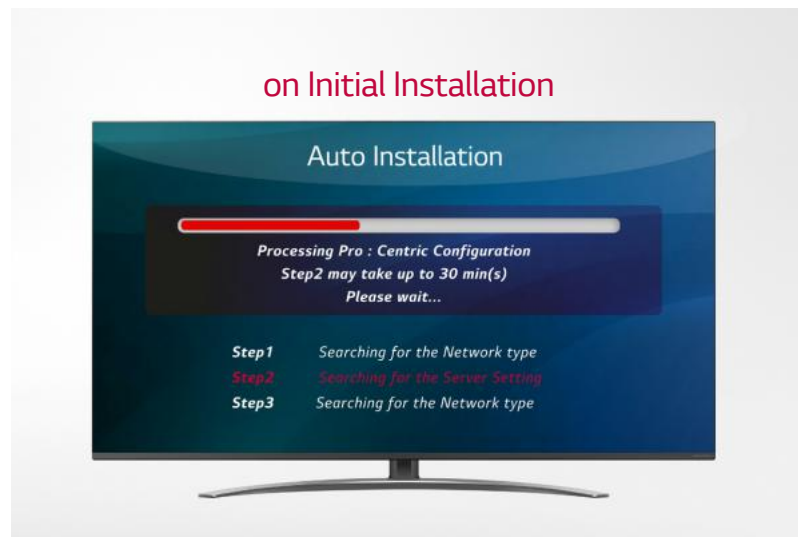 on Initial Installation
Auto Installation
Processing Pro : Centric Configuration
Step2 may take up to 30 min(s)
Please wait...
Step1 Searching for the Network type
Step2 Searching for the Server Setting
Step3 Searching for the Network type